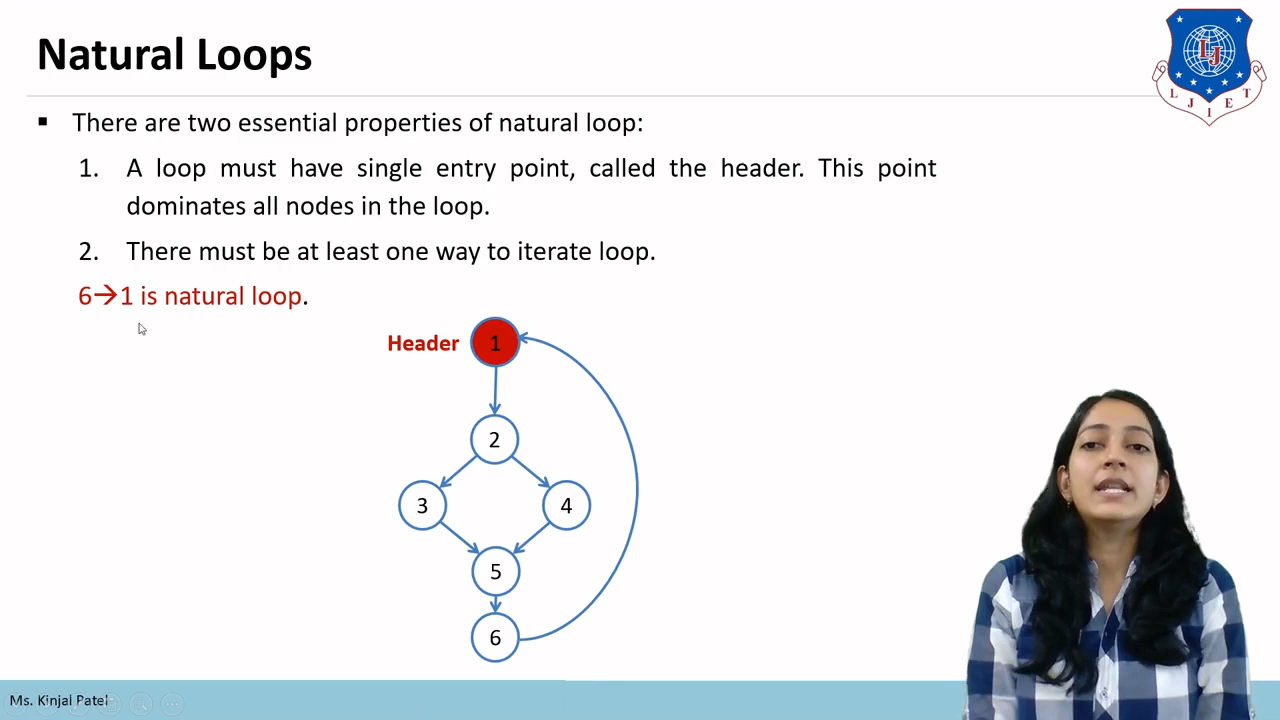 Natural Loops
LJ
L J I E T
▪ There are two essential properties of natural loop:
1. A loop must have single entry point, called the header. This point
dominates all nodes in the loop.
2. There must be at least one way to iterate loop.
6→1 is natural loop.
Header 1
2
3 4
5
6
Ms. Kinjal Patel